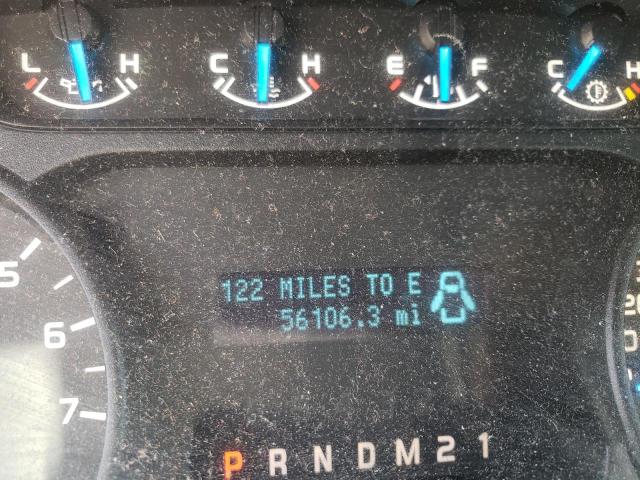 L H C H E F C H
122 MILES TO E
56106.3 mi
5
6
7
P R N D M 2 1